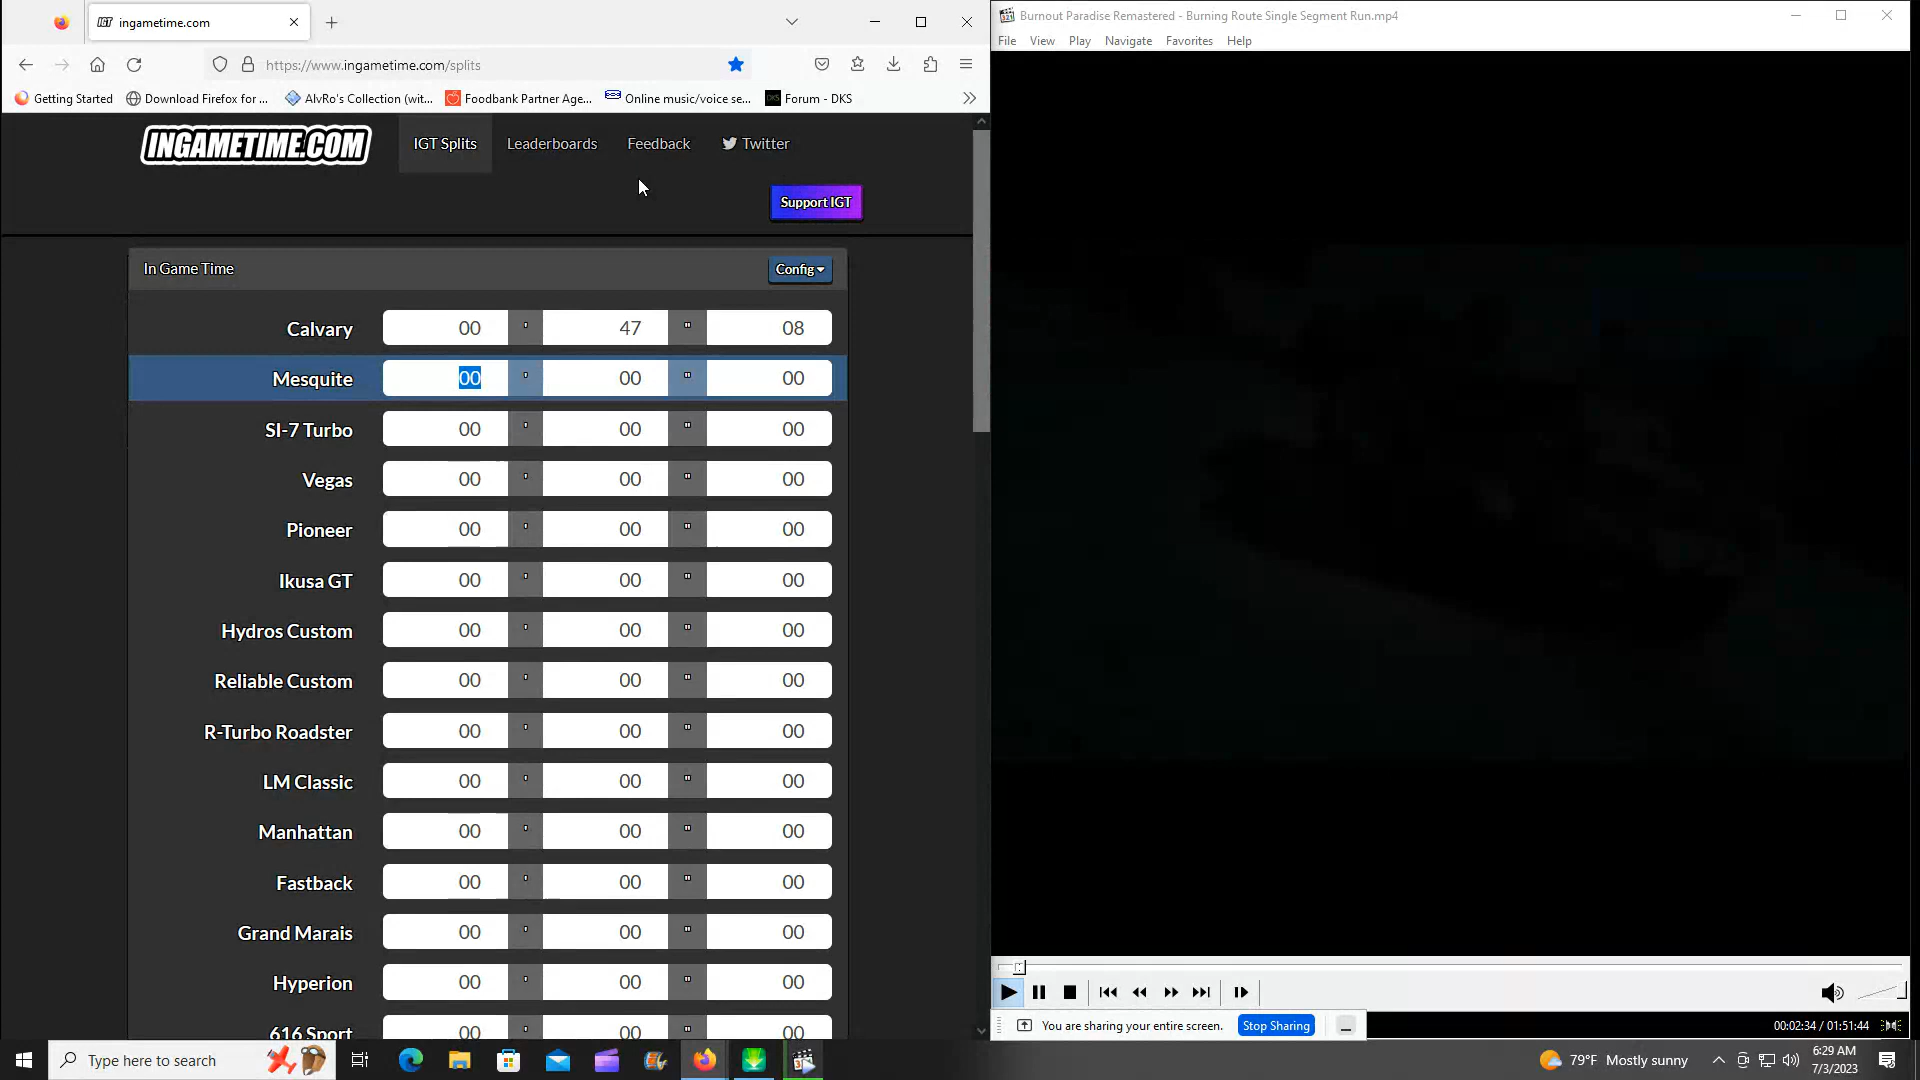 ingametime.com
https://www.ingametime.com/splits
Getting Started
Download Firefox for ...
AlvRo's Collection (wit...
Foodbank Partner Age...
Online music/voice se...
DKS
Forum - DKS
INGAMETIME.COM
IGT Splits
Leaderboards
Feedback
Twitter
Support IGT
In Game Time
Config
Calvary 00 ' 47 " 08
Mesquite 00 ' 00 " 00
SI-7 Turbo 00 ' 00 " 00
Vegas 00 ' 00 " 00
Pioneer 00 ' 00 " 00
Ikusa GT 00 ' 00 " 00
Hydros Custom 00 ' 00 " 00
Reliable Custom 00 ' 00 " 00
R-Turbo Roadster 00 ' 00 " 00
LM Classic 00 ' 00 " 00
Manhattan 00 ' 00 " 00
Fastback 00 ' 00 " 00
Grand Marais 00 ' 00 " 00
Hyperion 00 ' 00 " 00
616 Sport 00 ' 00 " 00
Burnout Paradise Remastered - Burning Route Single Segment Run.mp4
File View Play Navigate Favorites Help
You are sharing your entire screen.
Stop Sharing
00:02:34 / 01:51:44
Type here to search
79°F Mostly sunny
6:29 AM
7/3/2023